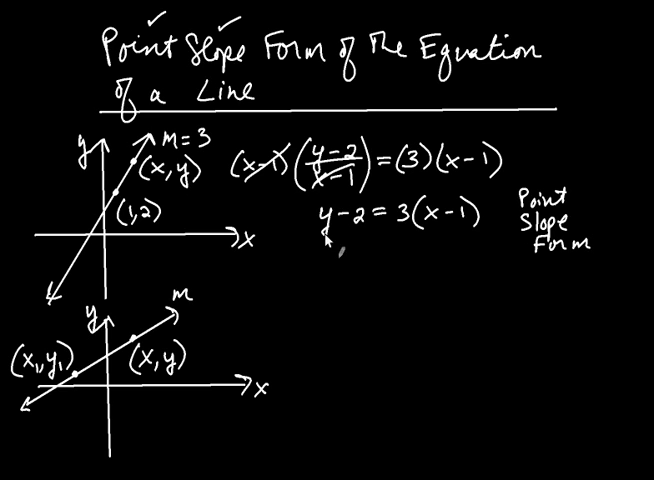 Point Slope Form of The Equation
of a Line
y
m = 3
(x, y)
(1,2)
x
(x-1)(y-2/x-1) = (3)(x-1)
y-2 = 3(x-1)
Point
Slope
Form
y
m
(x₁, y₁)
(x, y)
x